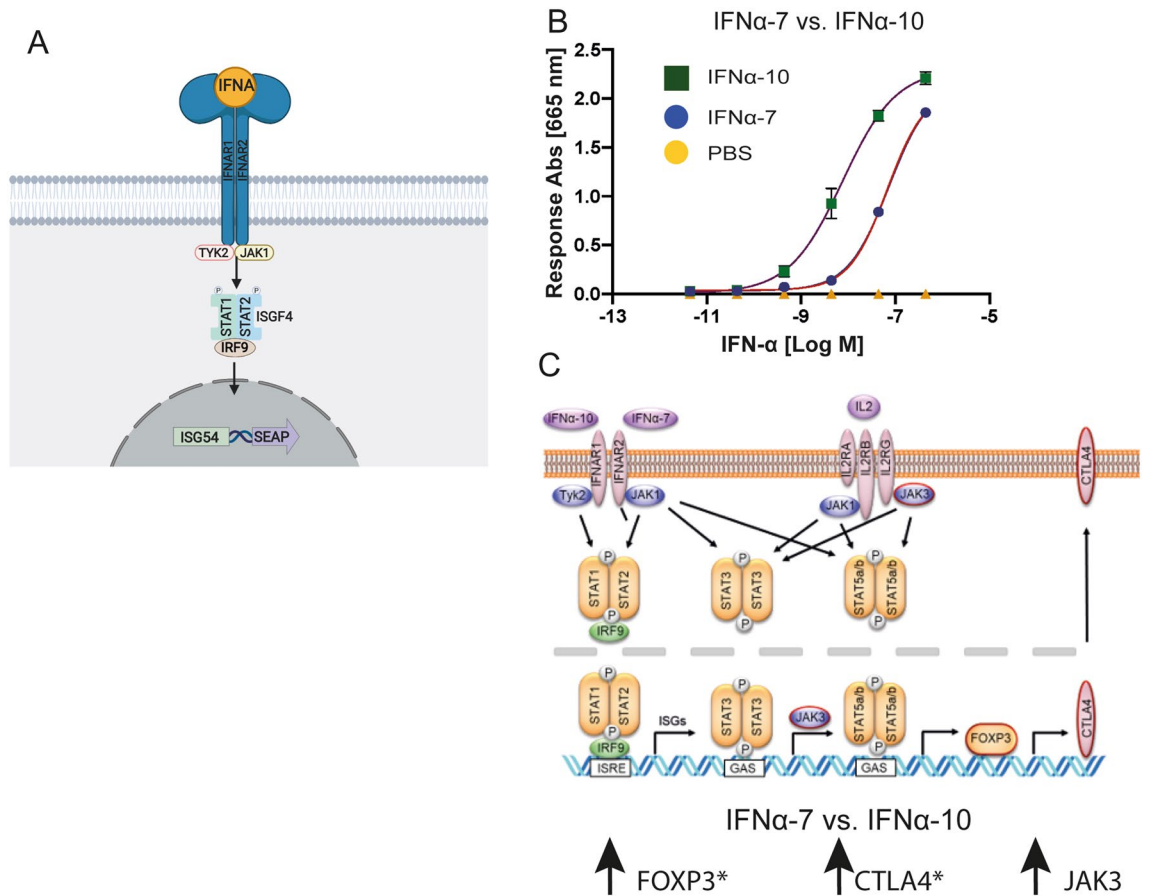 A
IFNA
IFNAR1
IFNAR2
TYK2
JAK1
P
P
STAT1
STAT2
ISGF4
IRF9
ISG54
SEAP
B
IFNα-7 vs. IFNα-10
Response Abs [665 nm]
2.5
2.0
1.5
1.0
0.5
0.0
IFNα-10
IFNα-7
PBS
-13
-11
-9
-7
-5
IFN-α [Log M]
C
IFNα-10
IFNα-7
IL2
IFNAR1
IFNAR2
IL2RA
IL2RB
IL2RG
CTLA4
Tyk2
JAK1
JAK1
JAK3
P
STAT1
STAT2
P
IRF9
P
STAT3
STAT3
P
P
STAT5a/b
STAT5a/b
P
P
STAT1
STAT2
P
IRF9
ISRE
ISGs
P
STAT3
STAT3
P
GAS
JAK3
P
STAT5a/b
STAT5a/b
P
GAS
FOXP3
CTLA4
IFNα-7 vs. IFNα-10
FOXP3*
CTLA4*
JAK3